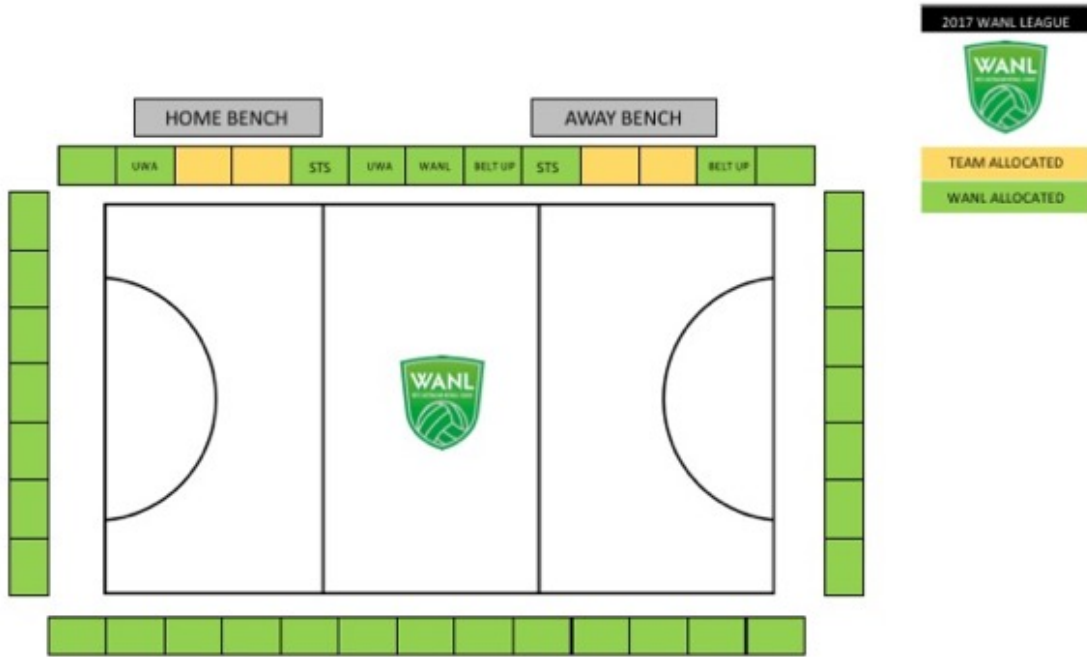 2017 WANL LEAGUE
WANL
HOME BENCH
AWAY BENCH
UWA
STS
UWA
WANL
BELT UP
STS
BELT UP
TEAM ALLOCATED
WANL ALLOCATED
WANL